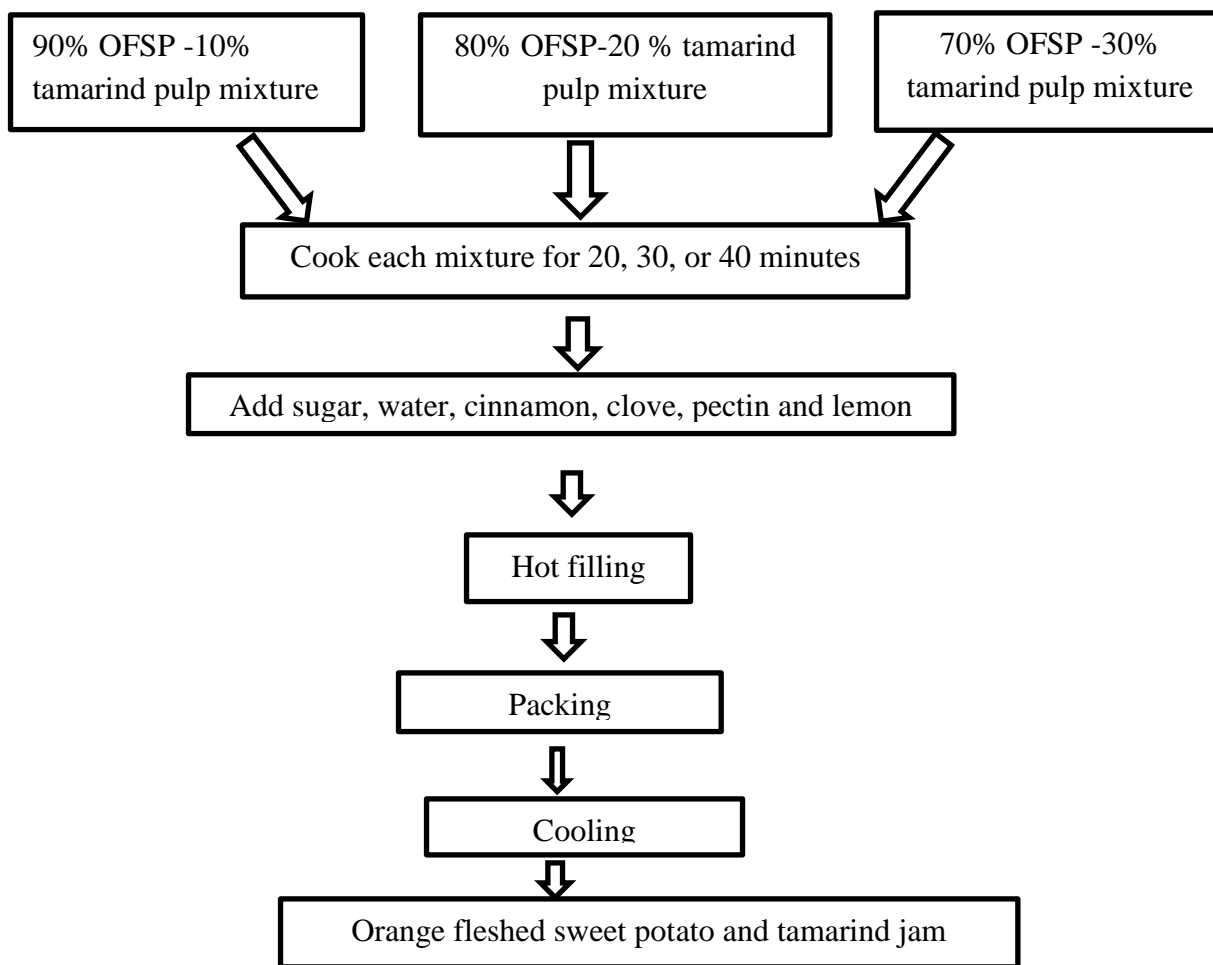 90% OFSP -10%
tamarind pulp mixture
80% OFSP-20 % tamarind
pulp mixture
70% OFSP -30%
tamarind pulp mixture
Cook each mixture for 20, 30, or 40 minutes
Add sugar, water, cinnamon, clove, pectin and lemon
Hot filling
Packing
Cooling
Orange fleshed sweet potato and tamarind jam